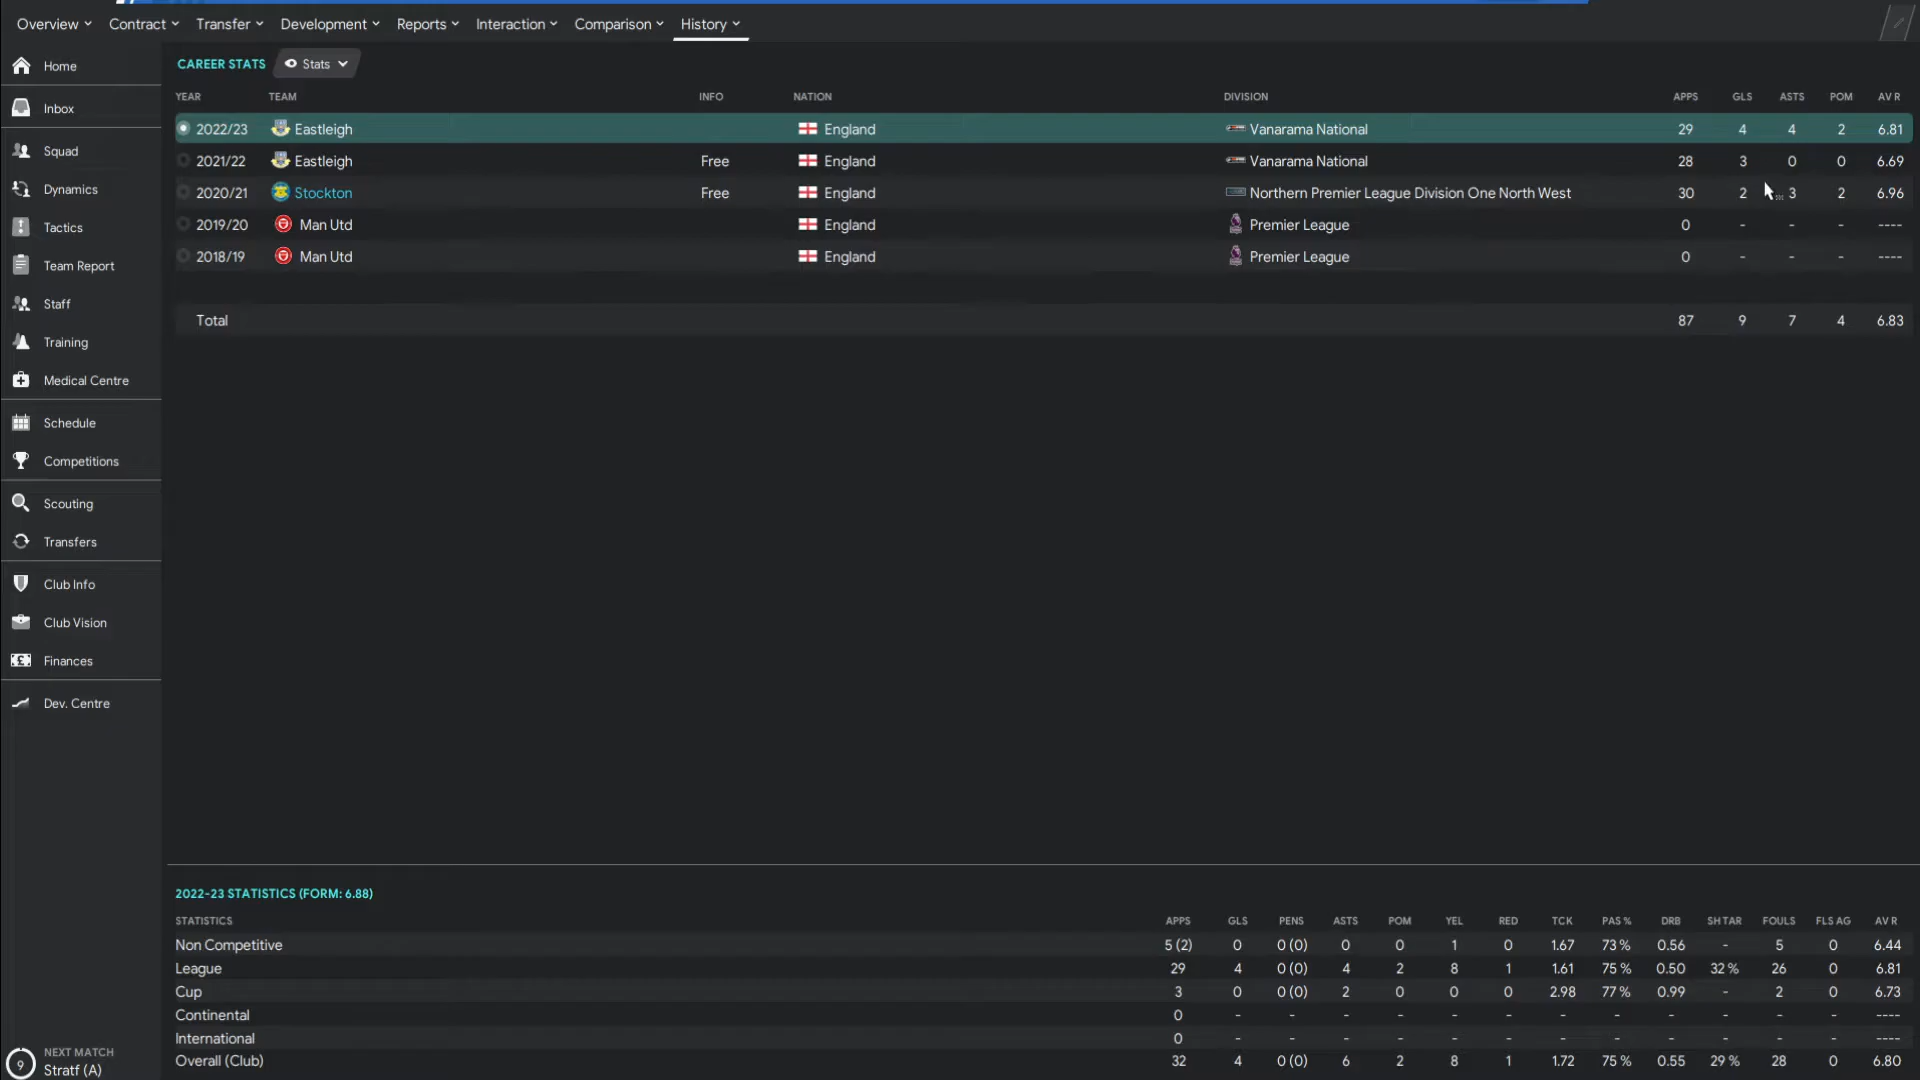 Overview Contract Transfer Development Reports Interaction Comparison History
Home
Inbox
Squad
Dynamics
Tactics
Team Report
Staff
Training
Medical Centre
Schedule
Competitions
Scouting
Transfers
Club Info
Club Vision
Finances
Dev. Centre
9 NEXT MATCH
Stratf (A)
CAREER STATS Stats
YEAR TEAM INFO NATION DIVISION APPS GLS ASTS POM AV R
2022/23 Eastleigh England Vanarama National 29 4 4 2 6.81
2021/22 Eastleigh Free England Vanarama National 28 3 0 0 6.69
2020/21 Stockton Free England Northern Premier League Division One North West 30 2 3 2 6.96
2019/20 Man Utd England Premier League 0 - - - ----
2018/19 Man Utd England Premier League 0 - - - ----
Total 87 9 7 4 6.83
2022-23 STATISTICS (FORM: 6.88)
STATISTICS APPS GLS PENS ASTS POM YEL RED TCK PAS % DRB SH TAR FOULS FLS AG AV R
Non Competitive 5 (2) 0 0 (0) 0 0 1 0 1.67 73 % 0.56 - 5 0 6.44
League 29 4 0 (0) 4 2 8 1 1.61 75 % 0.50 32 % 26 0 6.81
Cup 3 0 0 (0) 2 0 0 0 2.98 77 % 0.99 - 2 0 6.73
Continental 0 - - - - - - - - - - - - ----
International 0 - - - - - - - - - - - - ----
Overall (Club) 32 4 0 (0) 6 2 8 1 1.72 75 % 0.55 29 % 28 0 6.80